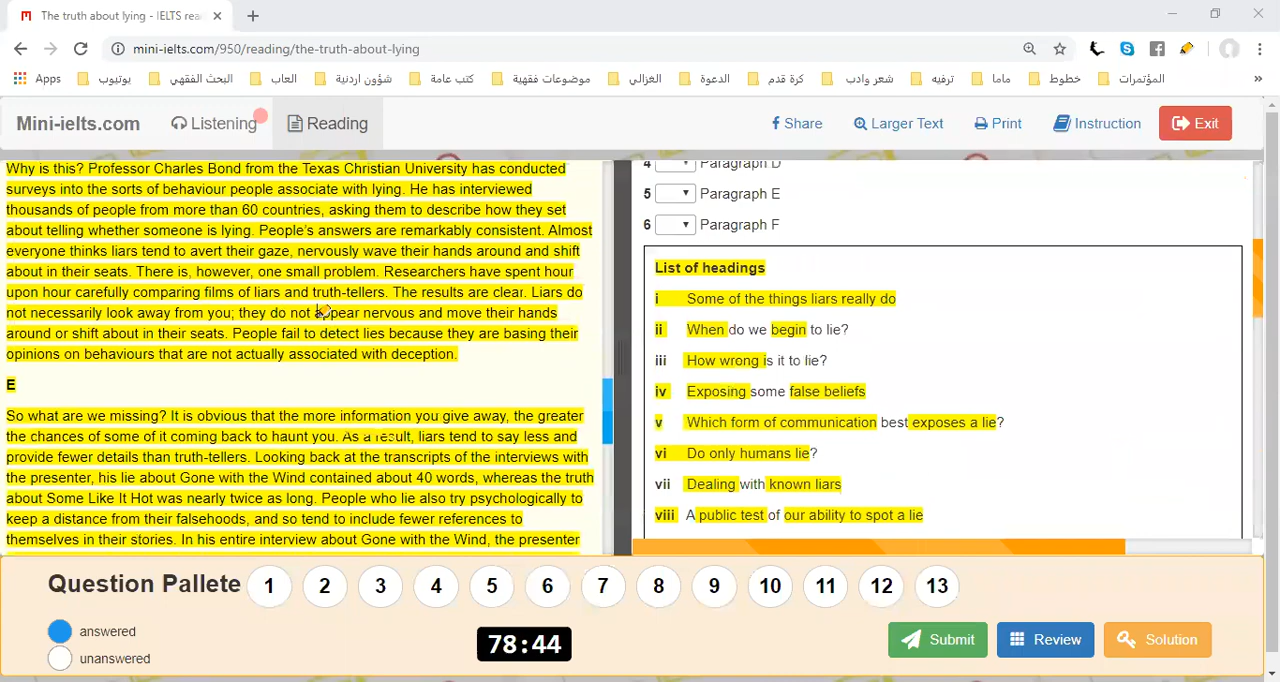 The truth about lying - IELTS rea
mini-ielts.com/950/reading/the-truth-about-lying
Apps يوتيوب البحث الفقهي العاب شؤون اردنية كتب عامة موضوعات فقهية الغزالي الدعوة كرة قدم شعر وادب ترفيه ماما خطوط المؤتمرات »
Mini-ielts.com Listening Reading Share Larger Text Print Instruction Exit
Why is this? Professor Charles Bond from the Texas Christian University has conducted
surveys into the sorts of behaviour people associate with lying. He has interviewed
thousands of people from more than 60 countries, asking them to describe how they set
about telling whether someone is lying. People's answers are remarkably consistent. Almost
everyone thinks liars tend to avert their gaze, nervously wave their hands around and shift
about in their seats. There is, however, one small problem. Researchers have spent hour
upon hour carefully comparing films of liars and truth-tellers. The results are clear. Liars do
not necessarily look away from you; they do not appear nervous and move their hands
around or shift about in their seats. People fail to detect lies because they are basing their
opinions on behaviours that are not actually associated with deception.
E
So what are we missing? It is obvious that the more information you give away, the greater
the chances of some of it coming back to haunt you. As a result, liars tend to say less and
provide fewer details than truth-tellers. Looking back at the transcripts of the interviews with
the presenter, his lie about Gone with the Wind contained about 40 words, whereas the truth
about Some Like It Hot was nearly twice as long. People who lie also try psychologically to
keep a distance from their falsehoods, and so tend to include fewer references to
themselves in their stories. In his entire interview about Gone with the Wind, the presenter
4 Paragraph D
5 Paragraph E
6 Paragraph F
List of headings
i Some of the things liars really do
ii When do we begin to lie?
iii How wrong is it to lie?
iv Exposing some false beliefs
v Which form of communication best exposes a lie?
vi Do only humans lie?
vii Dealing with known liars
viii A public test of our ability to spot a lie
Question Pallete 1 2 3 4 5 6 7 8 9 10 11 12 13
answered
unanswered
78:44
Submit Review Solution